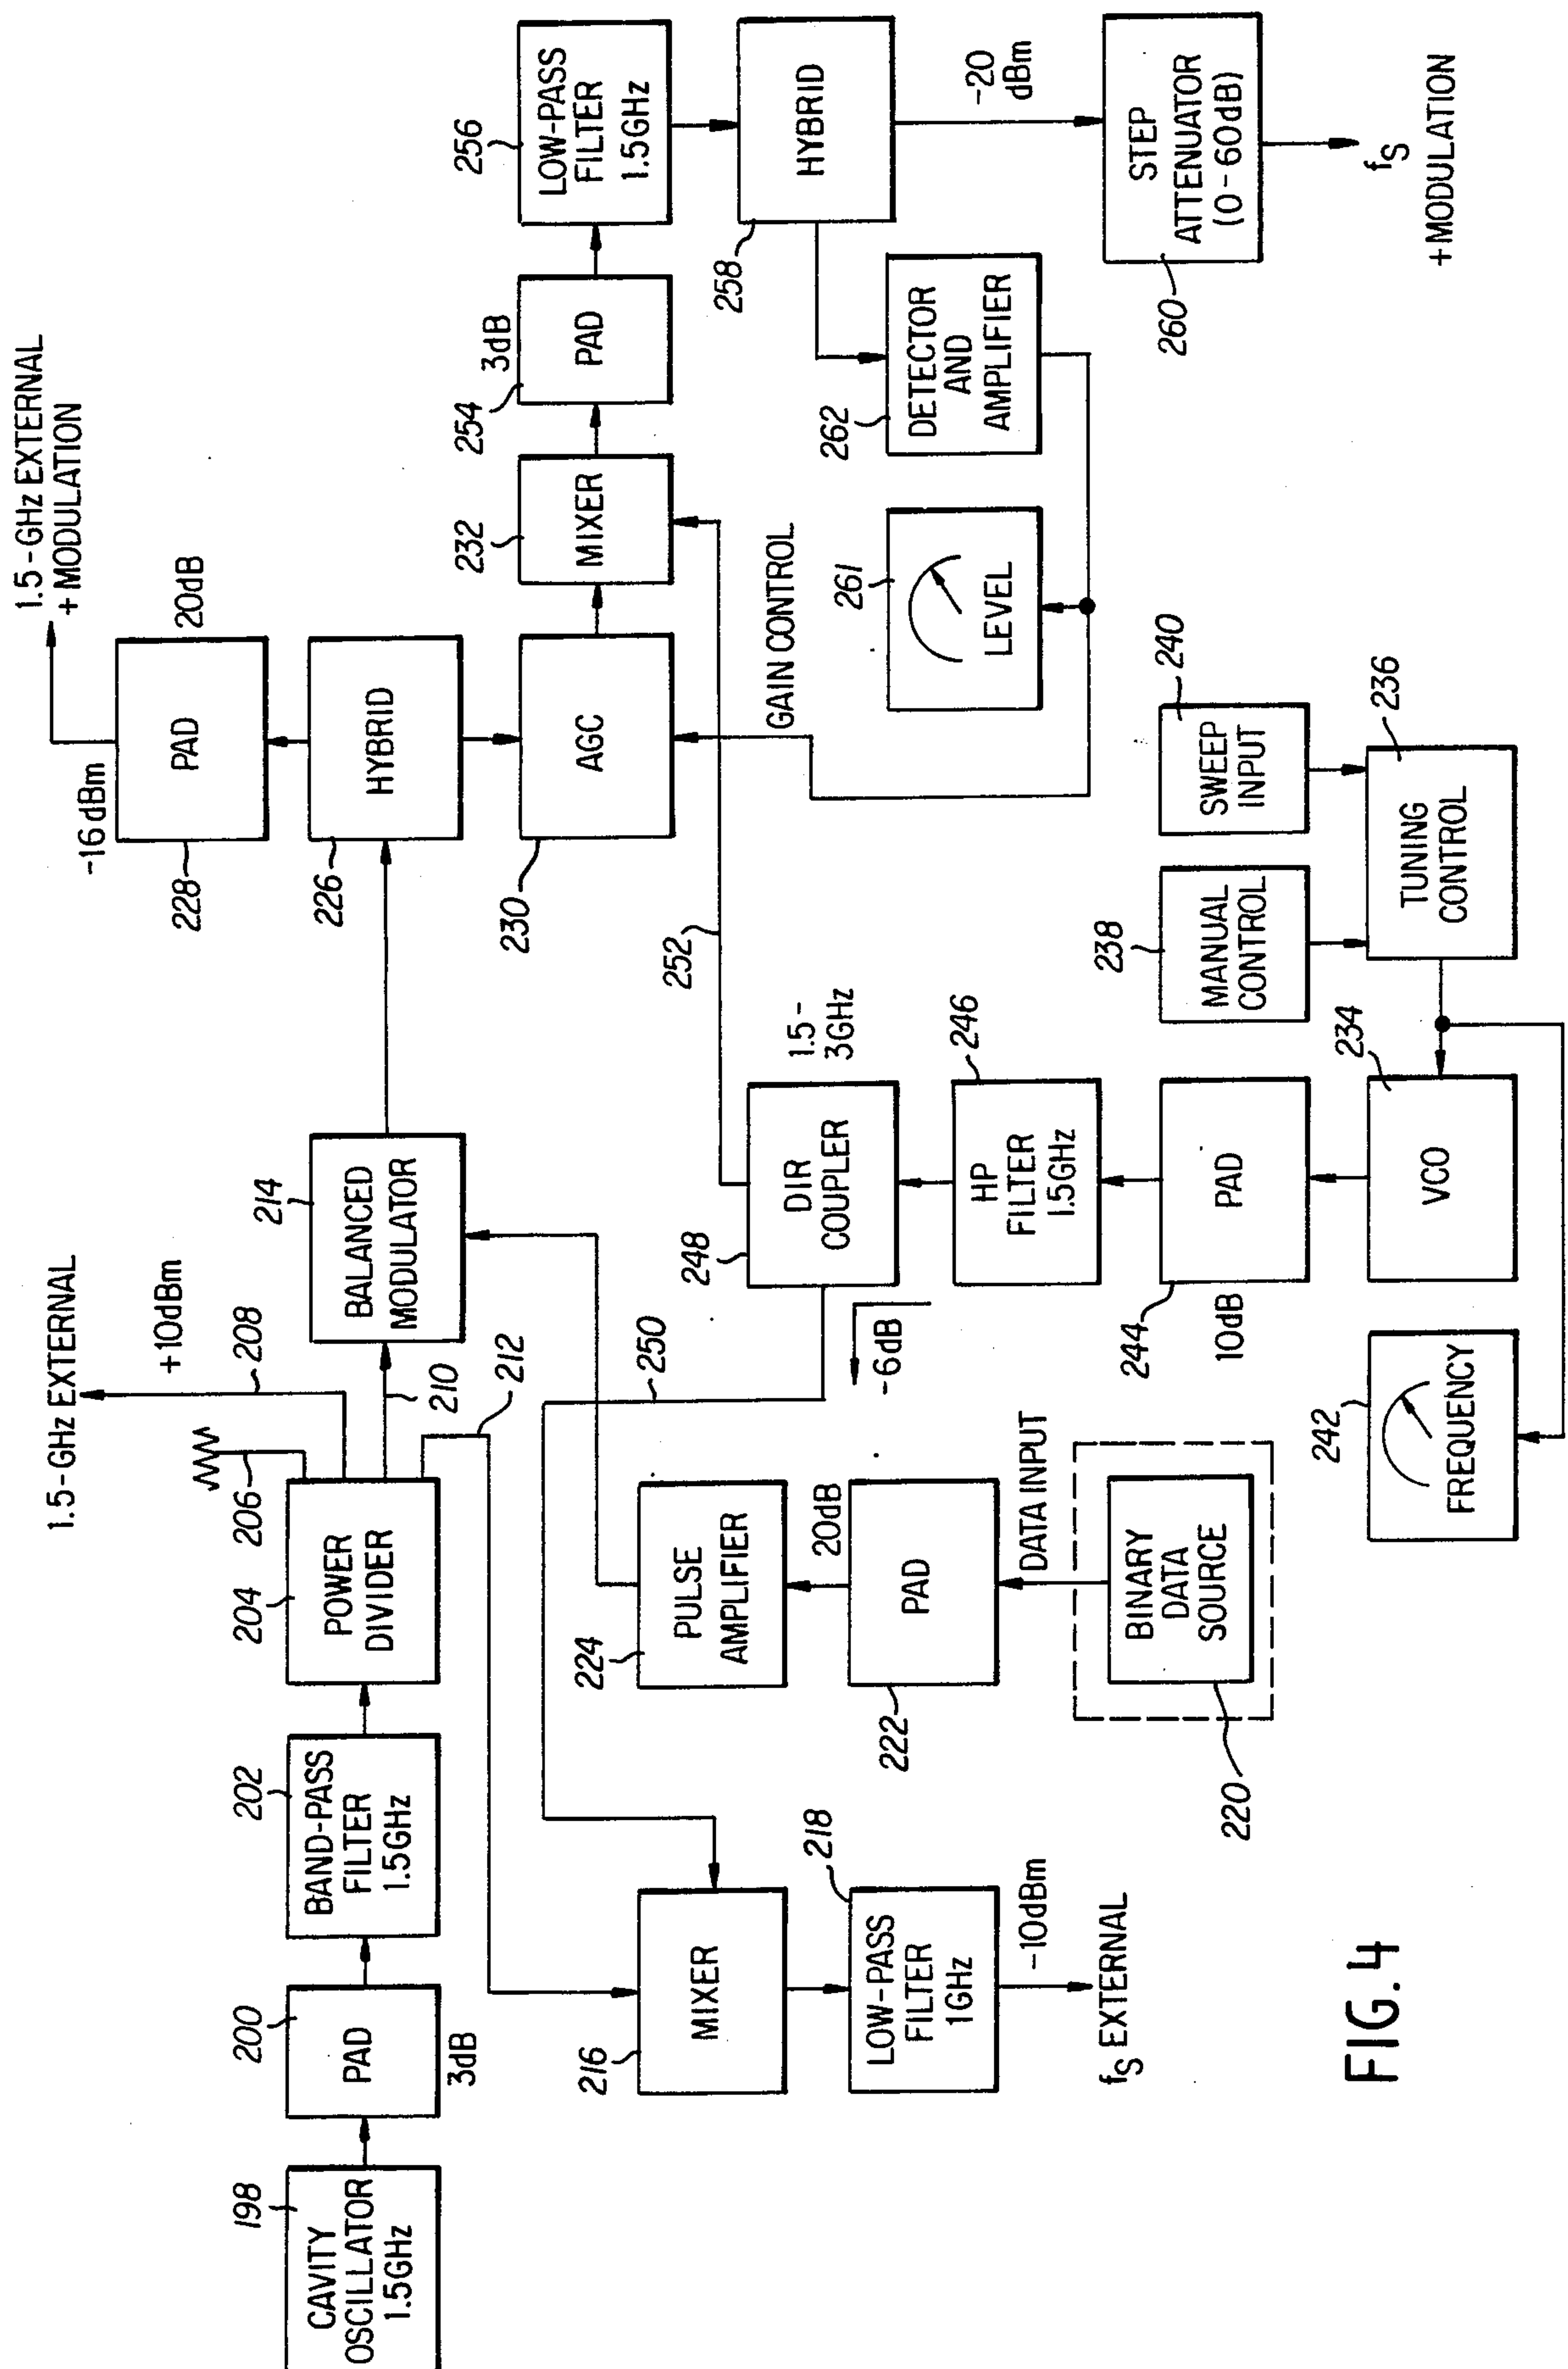 198
CAVITY
OSCILLATOR
1.5GHz
200
PAD
3dB
202
BAND-PASS
FILTER
1.5GHz
204
POWER
DIVIDER
206
1.5-GHz EXTERNAL
+10dBm
208
210
212
214
BALANCED
MODULATOR
1.5-GHz EXTERNAL
+ MODULATION
-16 dBm
228
PAD
20dB
226
HYBRID
230
AGC
GAIN CONTROL
232
MIXER
254
3dB
PAD
256
LOW-PASS
FILTER
1.5GHz
258
HYBRID
-20
dBm
260
STEP
ATTENUATOR
(0-60dB)
fS
+MODULATION
262
DETECTOR
AND
AMPLIFIER
261
LEVEL
216
MIXER
218
LOW-PASS
FILTER
1GHz
-10dBm
fS EXTERNAL
224
PULSE
AMPLIFIER
20dB
222
PAD
DATA INPUT
BINARY
DATA
SOURCE
220
250
-6dB
248
DIR
COUPLER
1.5-
3GHz
252
246
HP
FILTER
1.5GHz
244
10dB
PAD
234
VCO
242
FREQUENCY
238
MANUAL
CONTROL
240
SWEEP
INPUT
236
TUNING
CONTROL
FIG.4